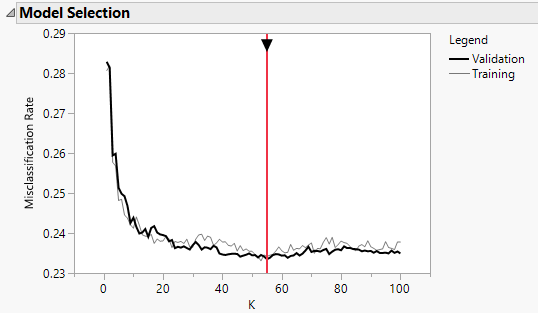 Model Selection
0.29
0.28
0.27
0.26
0.25
0.24
0.23
Misclassification Rate
0
20
40
60
80
100
K
Legend
Validation
Training